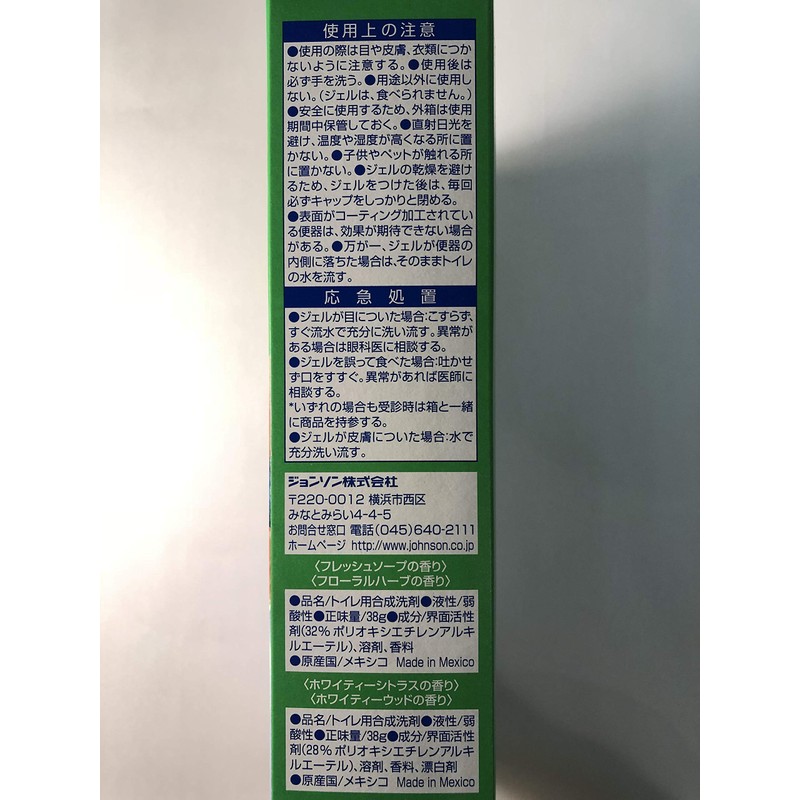 使用上の注意
●使用の際は目や皮膚、衣類につか
ないように注意する。●使用後は
必ず手を洗う。●用途以外に使用し
ない。(ジェルは、食べられません。)
●安全に使用するため、外箱は使用
期間中保管しておく。●直射日光を
避け、温度や湿度が高くなる所に置
かない。●子供やペットが触れる所
に置かない。●ジェルの乾燥を避け
るため、ジェルをつけた後は、毎回
必ずキャップをしっかりと閉める。
●表面がコーティング加工されてい
る便器は、効果が期待できない場合
がある。●万が一、ジェルが便器の
内側に落ちた場合は、そのままトイレ
の水を流す。
応急処置
●ジェルが目についた場合:こすらず、
すぐ流水で充分に洗い流す。異常が
ある場合は眼科医に相談する。
●ジェルを誤って食べた場合:吐かせ
ず口をすすぐ。異常があれば医師に
相談する。
*いずれの場合も受診時は箱と一緒
に商品を持参する。
●ジェルが皮膚についた場合:水で
充分洗い流す。
ジョンソン株式会社
〒220-0012 横浜市西区
みなとみらい4-4-5
お問合せ窓口 電話(045)640-2111
ホームページ http://www.johnson.co.jp
〈フレッシュソープの香り〉
〈フローラルハーブの香り〉
●品名/トイレ用合成洗剤●液性/弱
酸性●正味量/38g●成分/界面活性
剤(32% ポリオキシエチレンアルキ
ルエーテル)、溶剤、香料
●原産国/メキシコ Made in Mexico
〈ホワイティーシトラスの香り〉
〈ホワイティーウッドの香り〉
●品名/トイレ用合成洗剤●液性/弱
酸性●正味量/38g●成分/界面活性
剤(28% ポリオキシエチレンアルキ
ルエーテル)、溶剤、香料、漂白剤
●原産国/メキシコ Made in Mexico